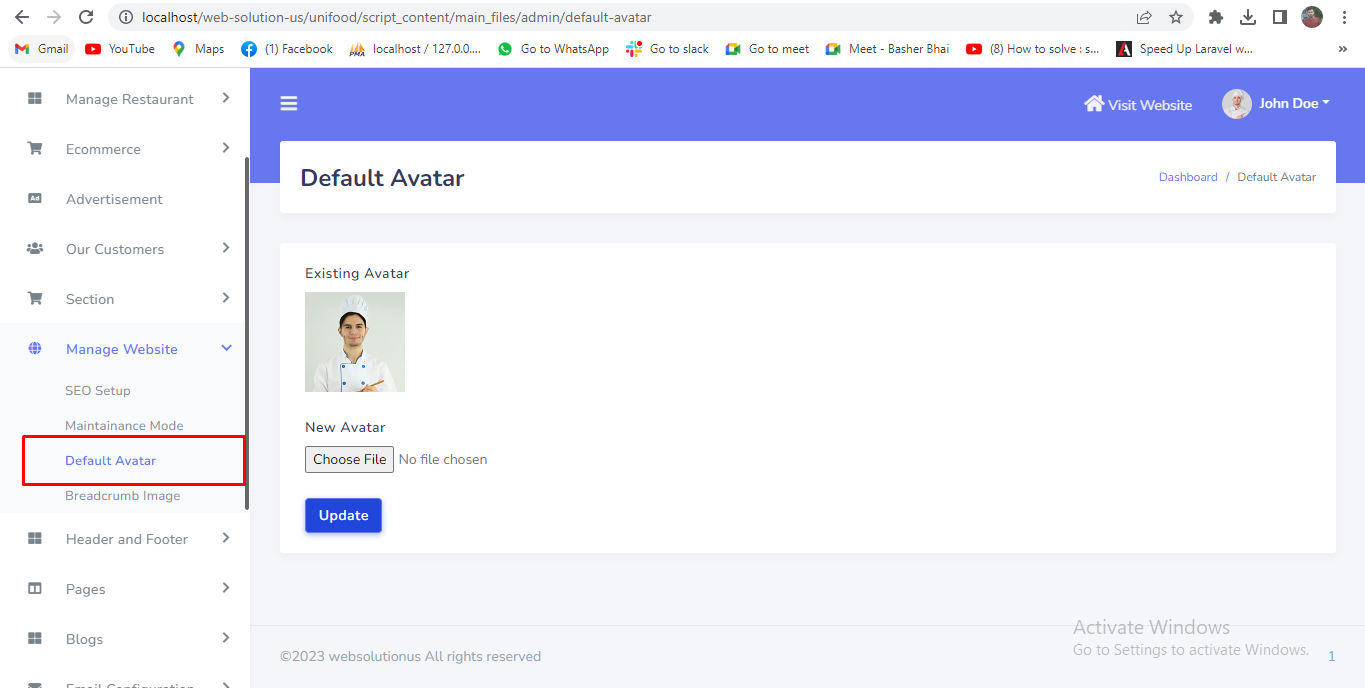 localhost/web-solution-us/unifood/script_content/main_files/admin/default-avatar
Gmail YouTube Maps (1) Facebook localhost / 127.0.0.... Go to WhatsApp Go to slack Go to meet Meet - Basher Bhai (8) How to solve : s... Speed Up Laravel w... »
Manage Restaurant
Ecommerce
Ad Advertisement
Our Customers
Section
Manage Website
SEO Setup
Maintainance Mode
Default Avatar
Breadcrumb Image
Header and Footer
Pages
Blogs
Email Configuration
Visit Website John Doe
Default Avatar
Dashboard / Default Avatar
Existing Avatar
New Avatar
Choose File No file chosen
Update
Activate Windows
Go to Settings to activate Windows.
©2023 websolutionus All rights reserved 1